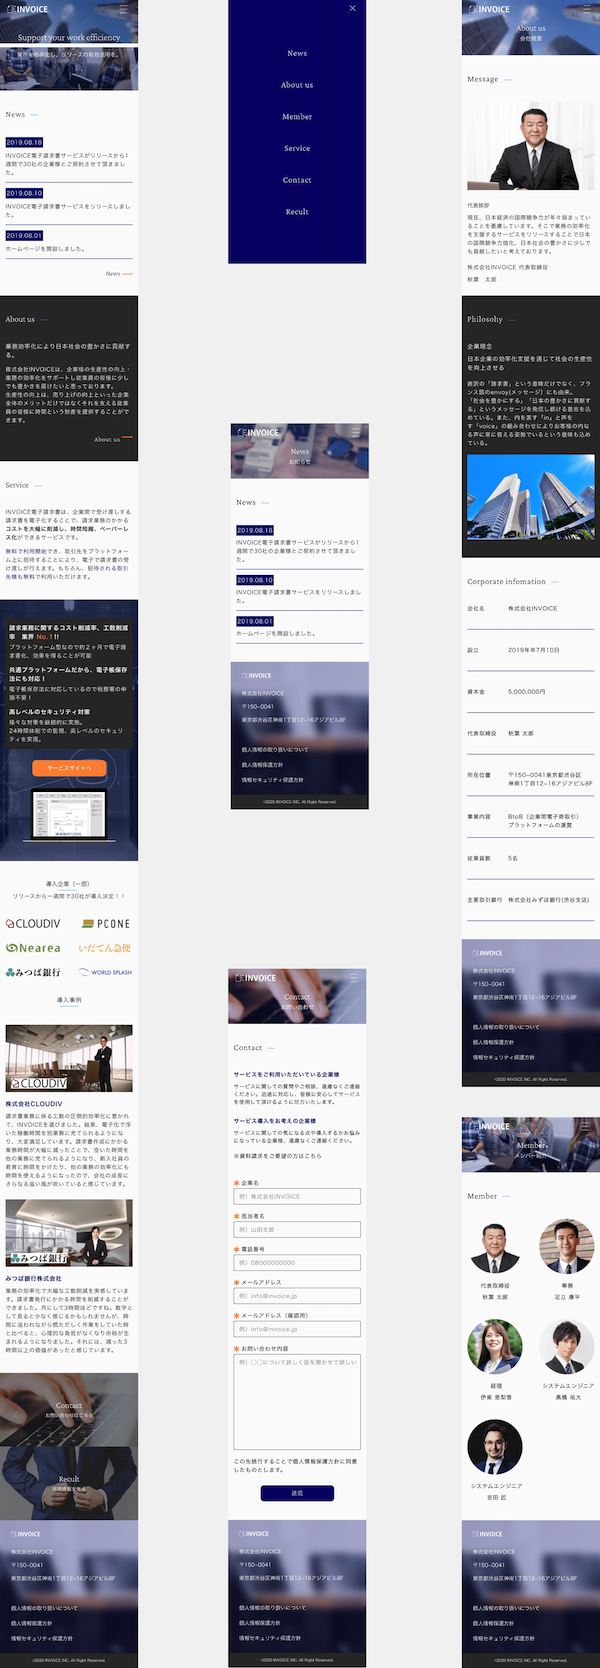 INVOICE
Support your work efficiency
業務を効率化し、リソースの有効活用を。
News
2019.08.18
INVOICE電子請求書サービスがリリースから1
週間で30社の企業様とご契約させて頂きまし
た。
2019.08.10
INVOICE電子請求書サービスをリリースしまし
た。
2019.08.01
ホームページを開設しました。
News
About us
業務効率化により日本社会の豊かさに貢献す
る。
株式会社INVOICEは、企業様の生産性の向上・
業務の効率化をサポートし従業員の皆様に少し
でも豊かさを届けたいと思っております。
生産性の向上は、売り上げの向上といった企業
全体のメリットだけではなくそれを支える従業
員の皆様に時間という財産を提供することがで
きます。
About us
Service
INVOICE電子請求書は、企業間で受け渡しする
請求書を電子化することで、請求業務のかかる
コストを大幅に削減し、時間短縮、ペーパーレ
ス化ができるサービスです。
無料で利用開始でき、取引先をプラットフォー
ム上に招待することにより、電子で請求書の受
け渡しが行えます。もちろん、招待される取引
先様も無料で利用いただけます。
請求業務に関するコスト削減率、工数削減
率 業界 No.1!!
プラットフォーム型なので約2ヶ月で電子請
求書化、効果を得ることが可能
共通プラットフォームだから、電子帳保存
法にも対応！
電子帳保存法に対応しているので税務署の申
請不要！
高レベルのセキュリティ対策
様々な対策を継続的に実施。
24時間体制での監視、高レベルのセキュリ
ティを実現。
サービスサイトへ
導入企業（一部）
リリースから一週間で30社が導入決定！！
CLOUDIV
PCONE
Nearea
いだてん急便
みつば銀行
WORLD SPLASH
導入事例
CLOUDIV
株式会社CLOUDIV
請求書業務に係る工数の圧倒的効率化に惹かれ
て、INVOICEを選びました。結果、電子化で浮
いた稼働時間を別業務に充てられるようにな
り、大変満足しています。請求書作成にかかる
業務時間が大幅に減ったことで、空いた時間を
他の業務に充てられるようになり、新入社員の
教育に時間をかけたり、他の業務の効率化にも
時間を使えるようになったので、会社の成長に
さらなる追い風が吹いていると感じています。
みつば銀行
みつば銀行株式会社
業務の効率化で大幅な工数削減を実感していま
す。請求書発行にかかる時間を削減することが
できました。月にして3時間ほどですね。数字と
して見ると少なく感じるかもしれませんが、時
間に追われながら慌ただしく作業をしていた時
と比べると、心理的な負担がなくなり余裕が生
まれるようになりました。それには、減った3
時間以上の価値があったと感じています。
Contact
お問い合わせはこちら
Recult
採用情報を見る
INVOICE
株式会社INVOICE
〒150-0041
東京都渋谷区神南1丁目12-16アジアビル8F
個人情報の取り扱いについて
個人情報保護方針
情報セキュリティ保護方針
©2020 INVOICE INC. All Right Reserved.
News
About us
Member
Service
Contact
Recult
INVOICE
News
お知らせ
News
2019.08.18
INVOICE電子請求書サービスがリリースから1
週間で30社の企業様とご契約させて頂きまし
た。
2019.08.10
INVOICE電子請求書サービスをリリースしまし
た。
2019.08.01
ホームページを開設しました。
INVOICE
株式会社INVOICE
〒150-0041
東京都渋谷区神南1丁目12-16アジアビル8F
個人情報の取り扱いについて
個人情報保護方針
情報セキュリティ保護方針
©2020 INVOICE INC. All Right Reserved.
INVOICE
Contact
お問い合わせ
Contact
サービスをご利用いただいている企業様
サービスに関しての質問やご相談、遠慮なくご連絡
ください。迅速に対応し、皆様に安心してサービス
を使用して頂けるように尽力いたします。
サービス導入をお考えの企業様
サービスに関しての気になる点や導入するかお悩み
になっている企業様、遠慮なくご連絡ください。
※資料請求をご要望の方はこちら
＊企業名
例）株式会社INVOICE
＊担当者名
例）山田太郎
＊電話番号
例）08000000000
＊メールアドレス
例）info@invoice.jp
＊メールアドレス（確認用）
例）info@invoice.jp
＊お問い合わせ内容
例）〇〇について詳しく話を聞かせて欲しい
この先続行することで個人情報保護方針に同意
したものとします。
送信
INVOICE
株式会社INVOICE
〒150-0041
東京都渋谷区神南1丁目12-16アジアビル8F
個人情報の取り扱いについて
個人情報保護方針
情報セキュリティ保護方針
©2020 INVOICE INC. All Right Reserved.
INVOICE
About us
会社概要
Message
代表挨拶
現在、日本経済の国際競争力が年々弱まってい
ることを憂慮しています。そこで業務の効率化
を支援するサービスをリリースすることで日本
の国際競争力強化、日本社会の豊かさに少しで
も貢献したいと考えております。
株式会社INVOICE 代表取締役
秋葉 太郎
Philosohy
企業理念
日本企業の効率化支援を通じて社会の生産性
を向上させる
直訳の「請求書」という意味だけでなく、フラ
ンス語のenvoy(メッセージ）にも由来。
「社会を豊かにする」「日本の豊かさに貢献す
る」というメッセージを発信し続ける意志を込
めている。また、内を表す「in」と声を
す「voice」の組み合わせによりお客様の内な
る声に常に答える姿勢でいるという意味も込め
ている。
Corporate infomation
会社名 株式会社INVOICE
設立 2019年年7月10日
資本金 5,000,000円
代表取締役 秋葉 太郎
所在位置 〒150-0041東京都渋谷区
神南1丁目12-16アジアビル8F
事業内容 BtoB（企業間電子商取引）
プラットフォームの運営
従業員数 5名
主要取引銀行 株式会社みずほ銀行(渋谷支店)
INVOICE
株式会社INVOICE
〒150-0041
東京都渋谷区神南1丁目12-16アジアビル8F
個人情報の取り扱いについて
個人情報保護方針
情報セキュリティ保護方針
©2020 INVOICE INC. All Right Reserved.
INVOICE
Member
メンバー紹介
Member
代表取締役
秋葉 太郎
専務
足立 康平
経理
伊東 恵梨香
システムエンジニア
高橋 祐大
システムエンジニア
吉田 匠
INVOICE
株式会社INVOICE
〒150-0041
東京都渋谷区神南1丁目12-16アジアビル8F
個人情報の取り扱いについて
個人情報保護方針
情報セキュリティ保護方針
©2020 INVOICE INC. All Right Reserved.